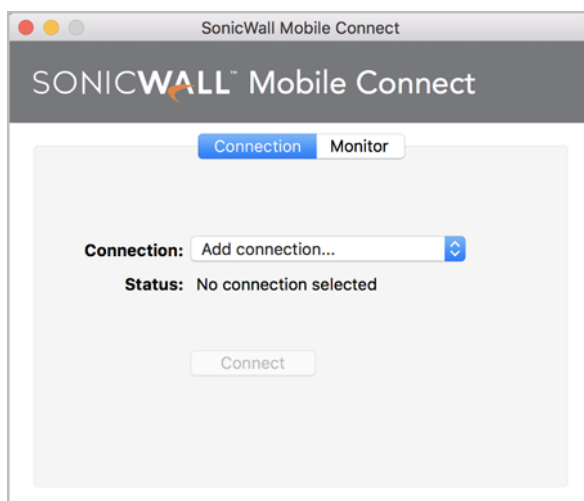 SonicWall Mobile Connect
SONICWALL™ Mobile Connect
Connection Monitor
Connection: Add connection...
Status: No connection selected
Connect